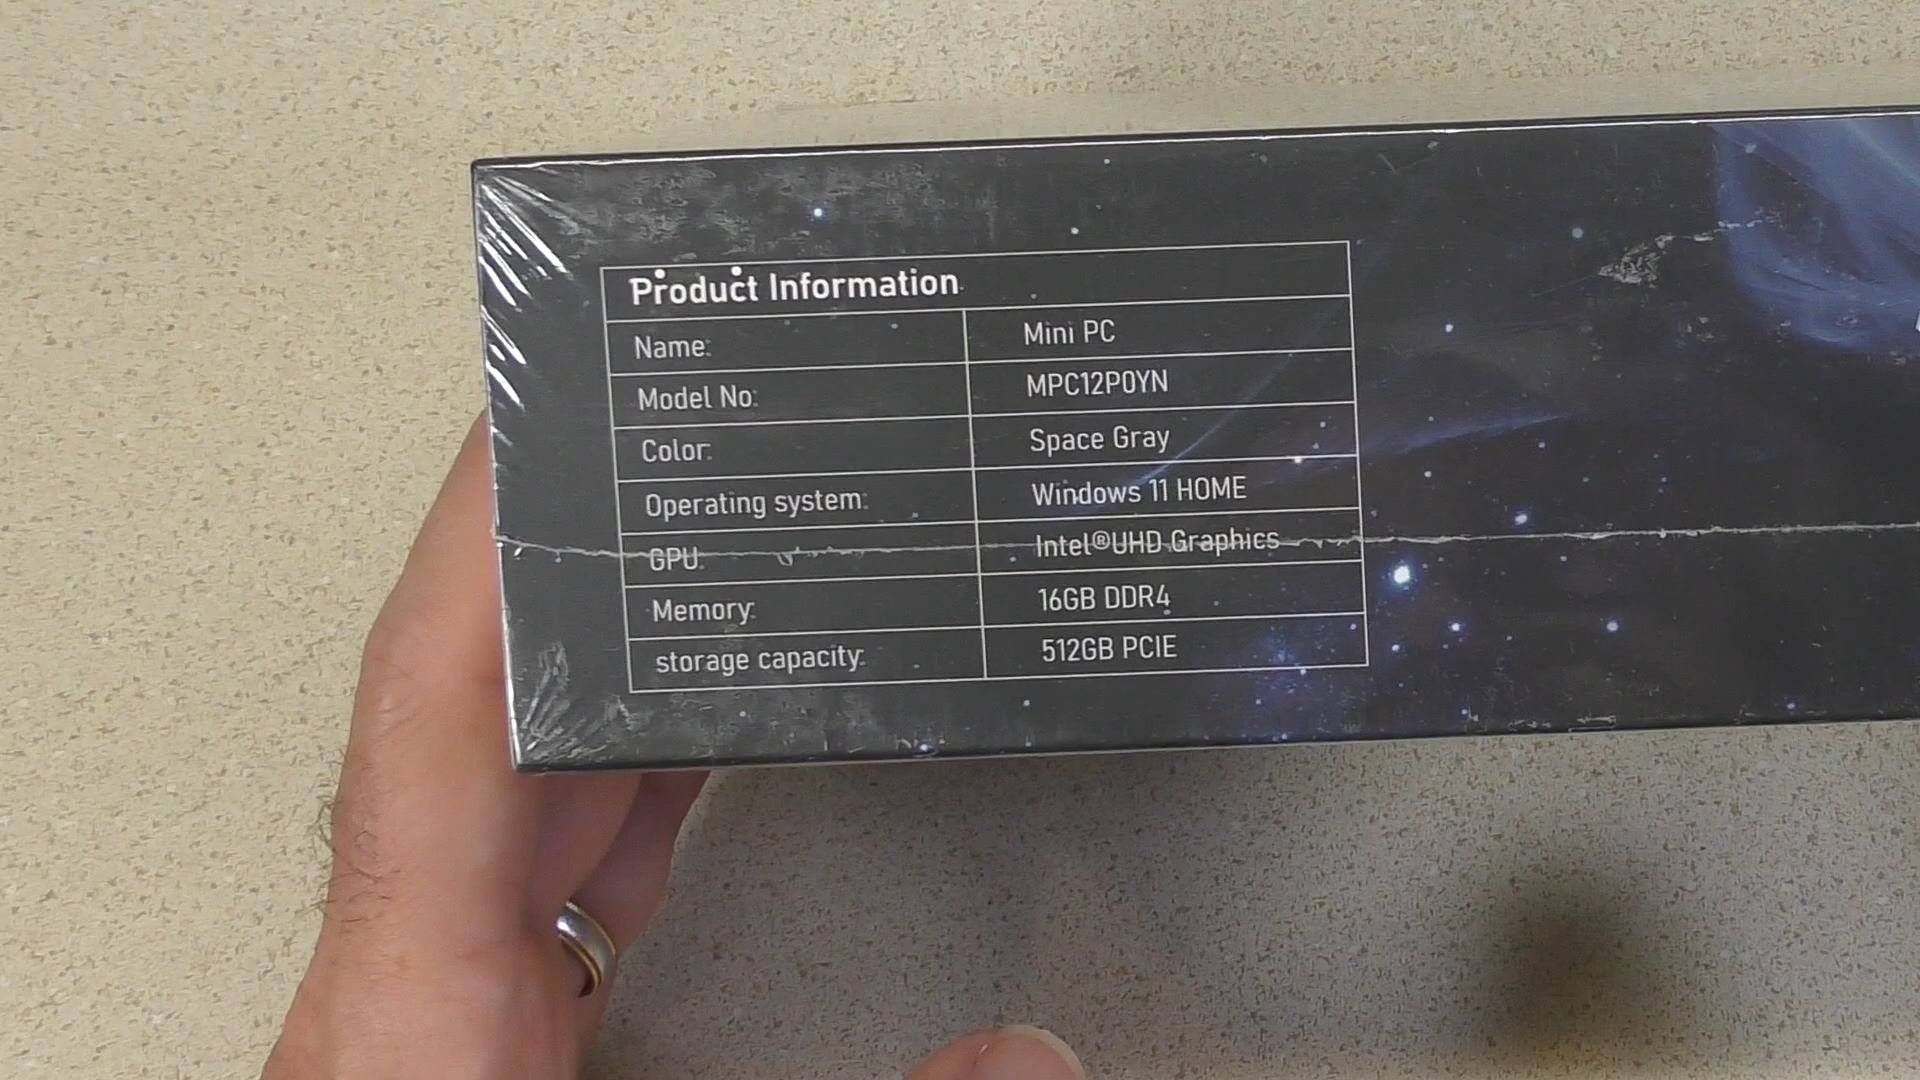 Product Information
Name: Mini PC
Model No: MPC12P0YN
Color: Space Gray
Operating system: Windows 11 HOME
GPU: Intel®UHD Graphics
Memory: 16GB DDR4
storage capacity: 512GB PCIE